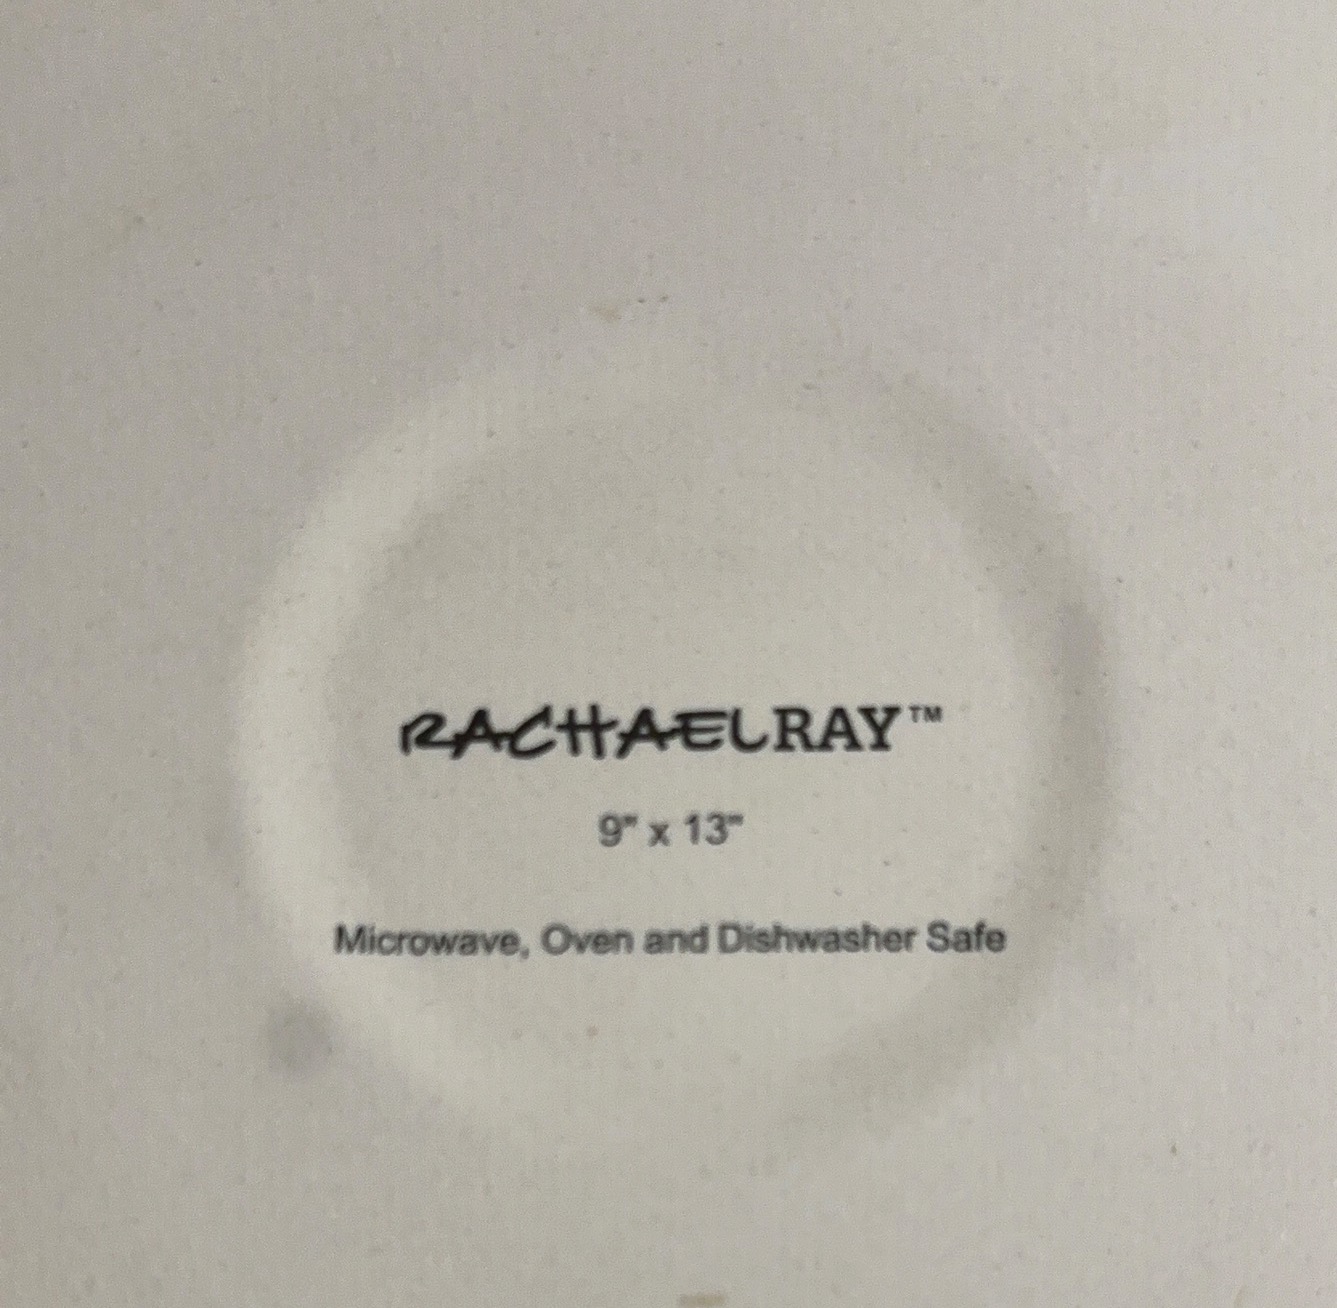 RACHAELRAY™
9" x 13"
Microwave, Oven and Dishwasher Safe